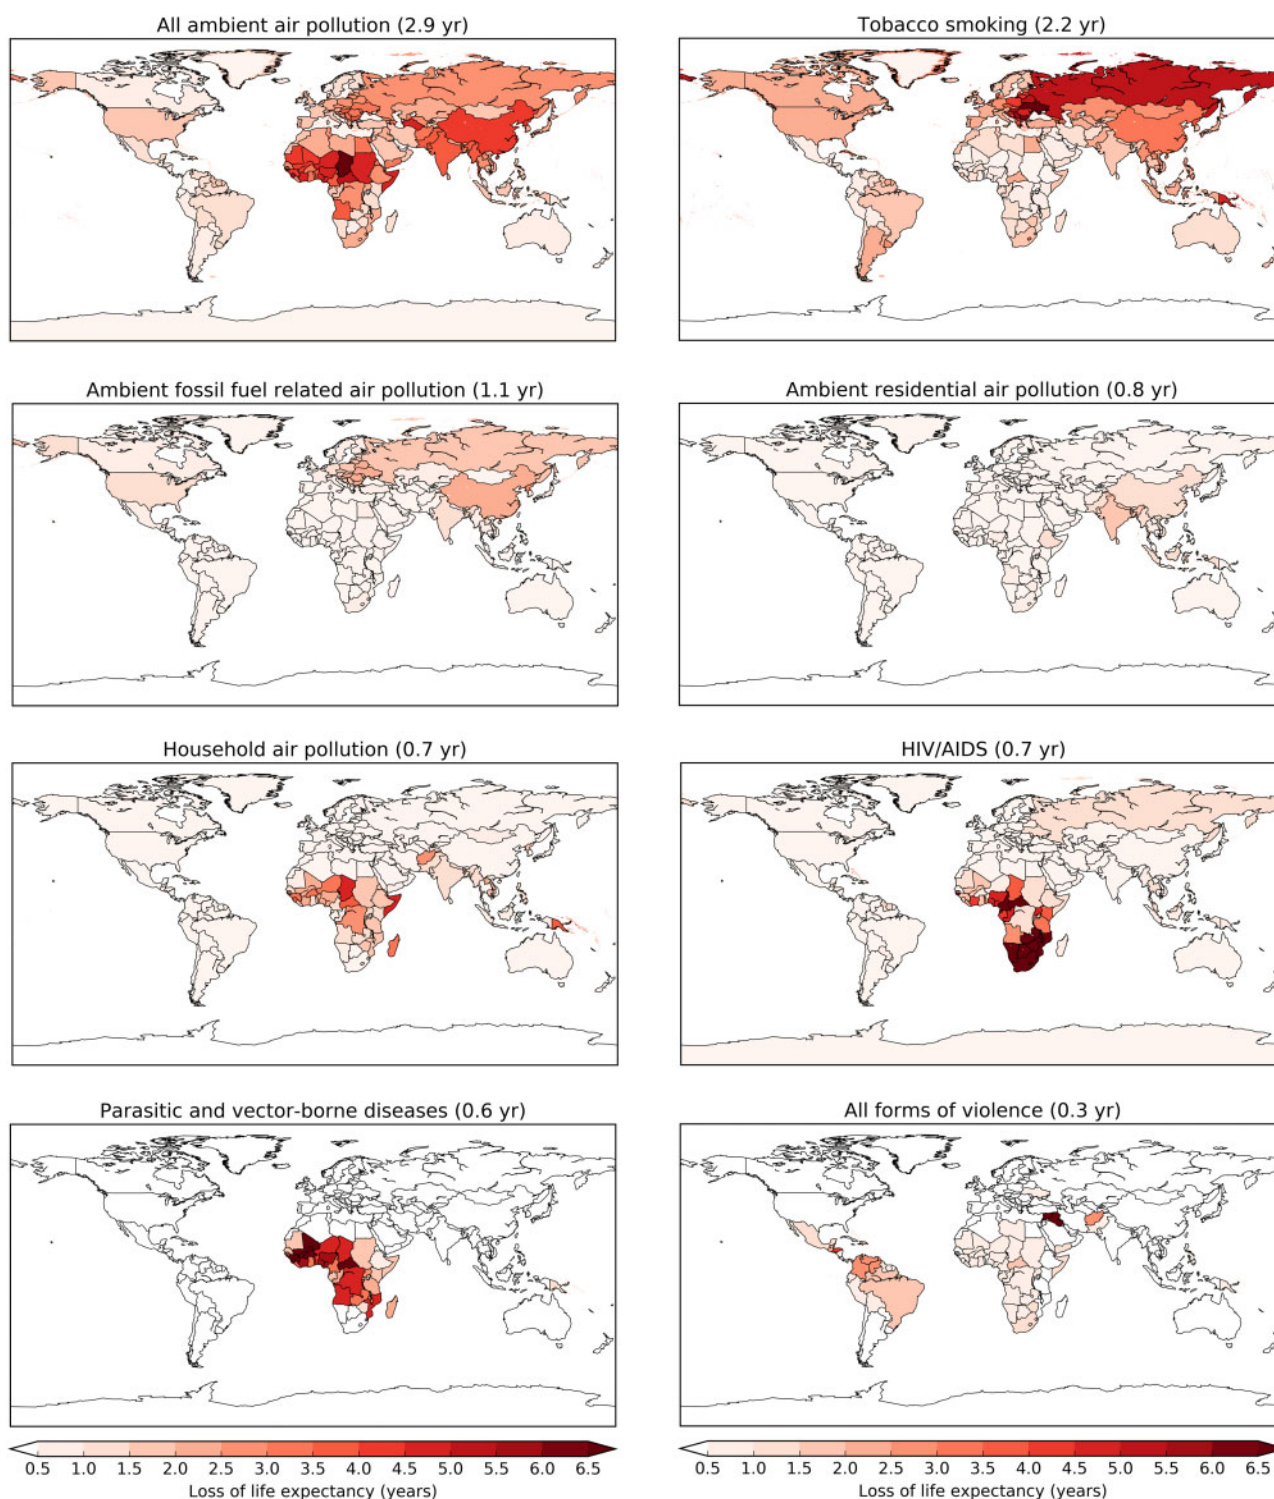 All ambient air pollution (2.9 yr)
Tobacco smoking (2.2 yr)
Ambient fossil fuel related air pollution (1.1 yr)
Ambient residential air pollution (0.8 yr)
Household air pollution (0.7 yr)
HIV/AIDS (0.7 yr)
Parasitic and vector-borne diseases (0.6 yr)
All forms of violence (0.3 yr)
0.5 1.0 1.5 2.0 2.5 3.0 3.5 4.0 4.5 5.0 5.5 6.0 6.5
Loss of life expectancy (years)
0.5 1.0 1.5 2.0 2.5 3.0 3.5 4.0 4.5 5.0 5.5 6.0 6.5
Loss of life expectancy (years)